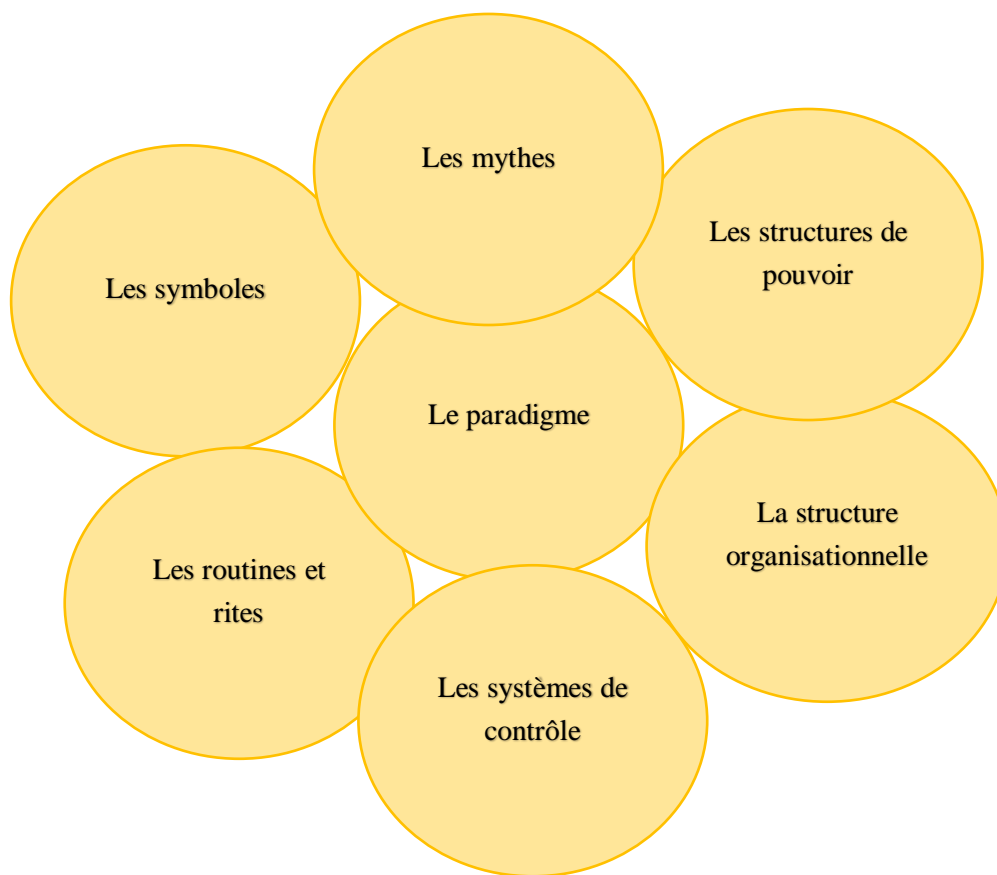 Les mythes
Les structures de
pouvoir
Les symboles
Le paradigme
La structure
organisationnelle
Les routines et
rites
Les systèmes de
contrôle